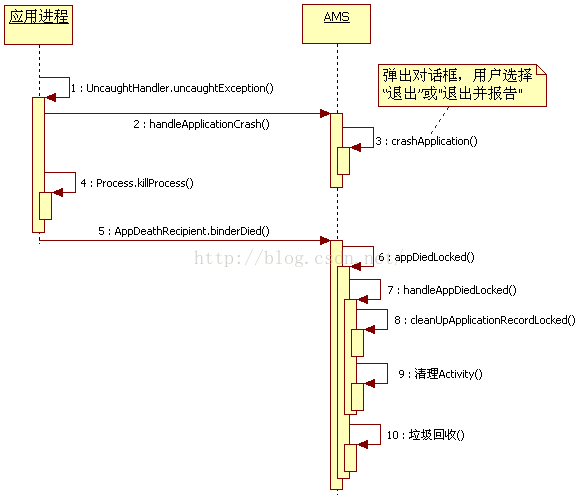 应用进程
AMS
弹出对话框，用户选择
“退出”或"退出并报告"
1 : UncaughtHandler.uncaughtException()
2 : handleApplicationCrash()
3 : crashApplication()
4 : Process.killProcess()
5 : AppDeathRecipient.binderDied()
http://blog.csdn.net/
6 : appDiedLocked()
7 : handleAppDiedLocked()
8 : cleanUpApplicationRecordLocked()
9 : 清理Activity()
10 : 垃圾回收()